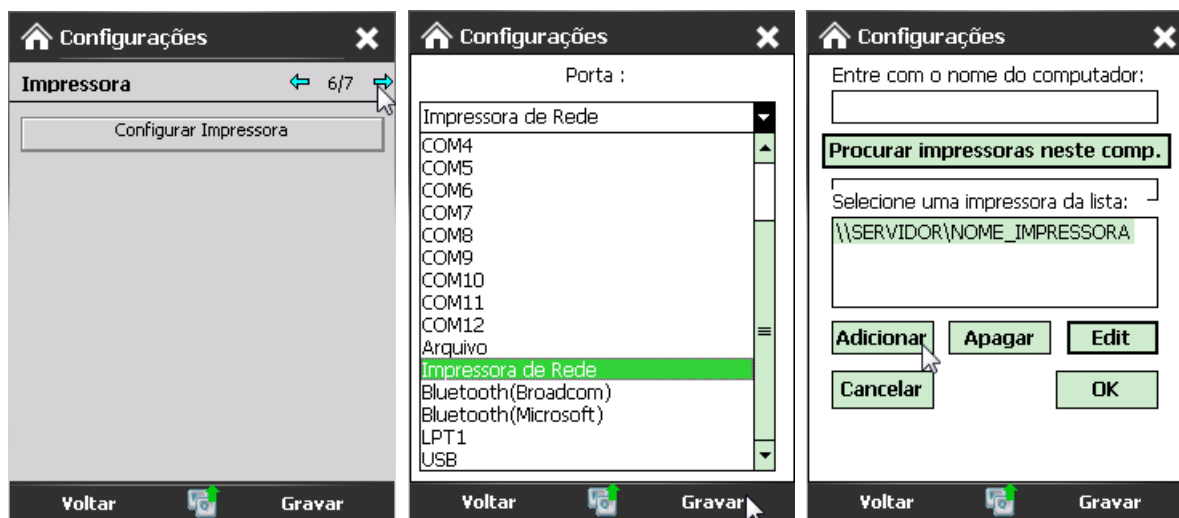 Configurações
Impressora
6/7
Configurar Impressora
Voltar
Gravar
Configurações
Porta :
Impressora de Rede
COM4
COM5
COM6
COM7
COM8
COM9
COM10
COM11
COM12
Arquivo
Impressora de Rede
Bluetooth(Broadcom)
Bluetooth(Microsoft)
LPT1
USB
Voltar
Gravar
Configurações
Entre com o nome do computador:
Procurar impressoras neste comp.
Selecione uma impressora da lista:
\\SERVIDOR\NOME_IMPRESSORA
Adicionar Apagar Edit
Cancelar OK
Voltar
Gravar